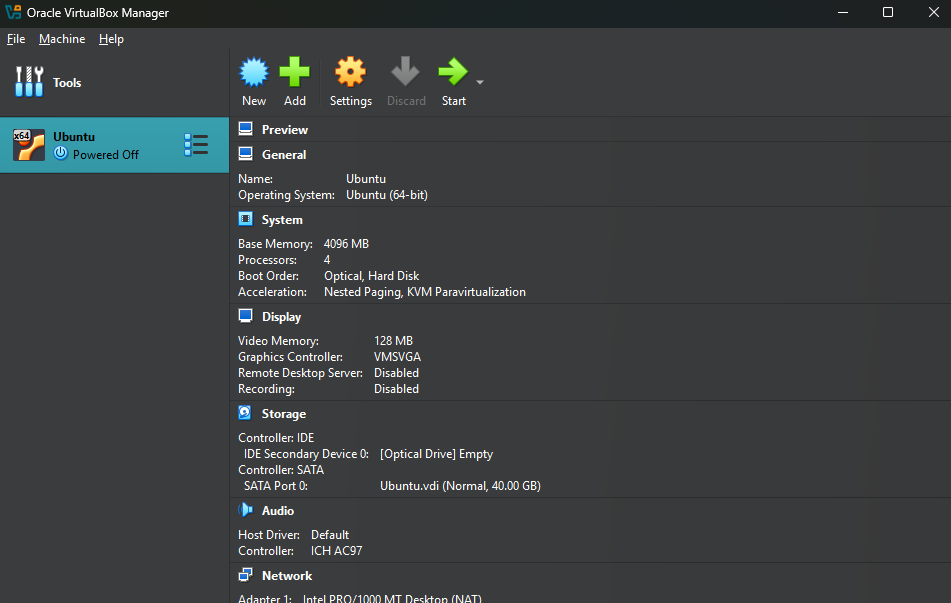 Oracle VirtualBox Manager
File Machine Help
Tools
New Add Settings Discard Start
x64
Ubuntu
Powered Off
Preview
General
Name: Ubuntu
Operating System: Ubuntu (64-bit)
System
Base Memory: 4096 MB
Processors: 4
Boot Order: Optical, Hard Disk
Acceleration: Nested Paging, KVM Paravirtualization
Display
Video Memory: 128 MB
Graphics Controller: VMSVGA
Remote Desktop Server: Disabled
Recording: Disabled
Storage
Controller: IDE
IDE Secondary Device 0: [Optical Drive] Empty
Controller: SATA
SATA Port 0: Ubuntu.vdi (Normal, 40.00 GB)
Audio
Host Driver: Default
Controller: ICH AC97
Network
Adapter 1: Intel PRO/1000 MT Desktop (NAT)